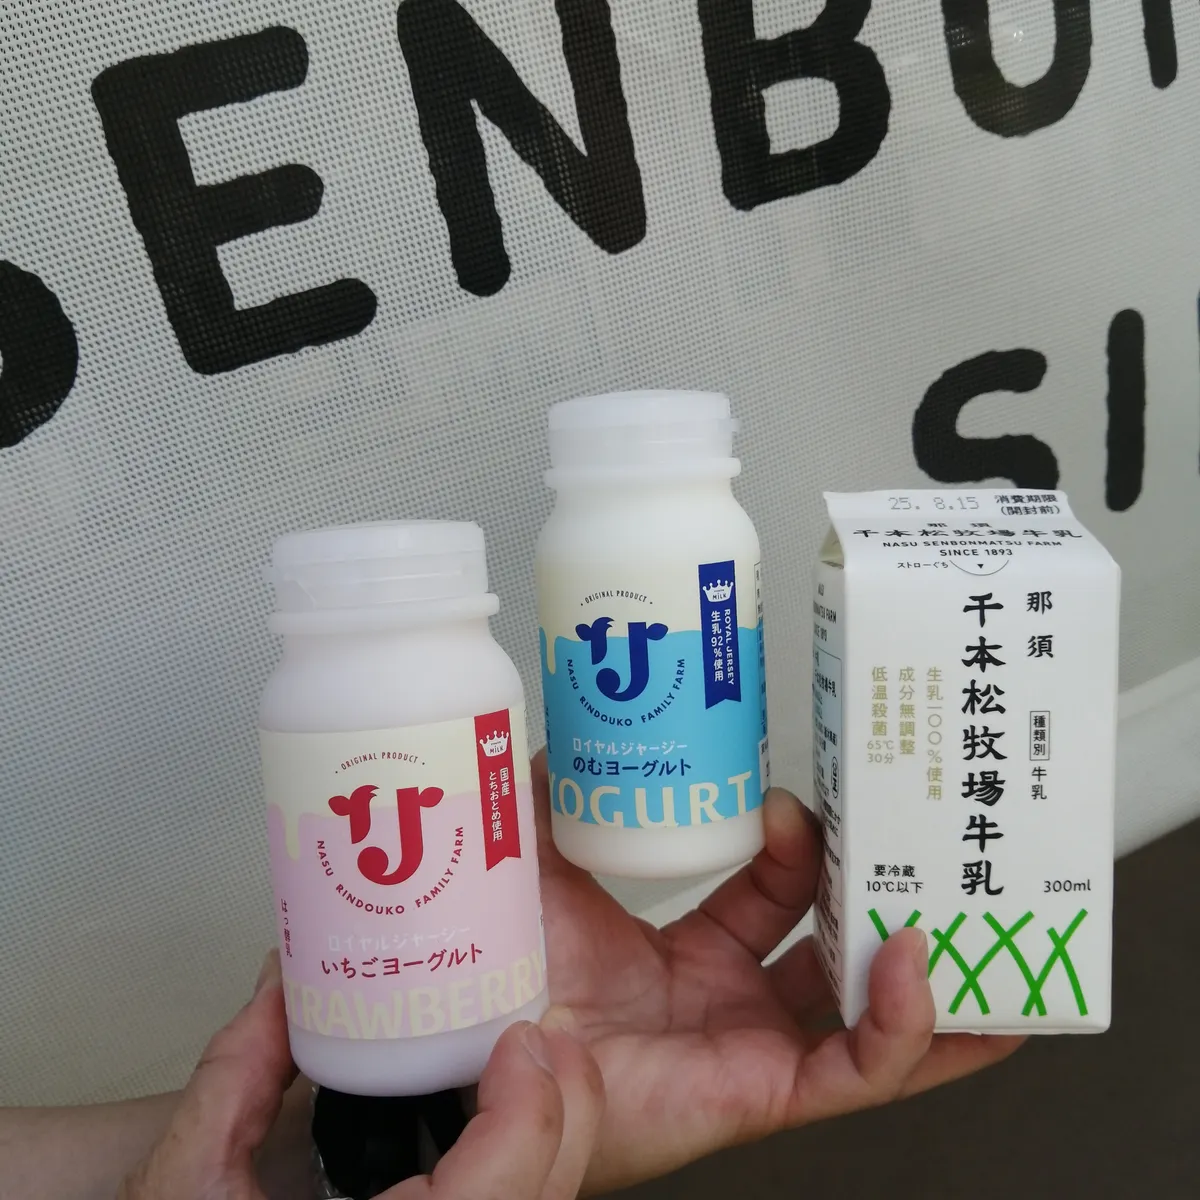 SENBON
SI
ORIGINAL PRODUCT
NASU RINDOUKO FAMILY FARM
MILK
国産
とちおとめ使用
はっ酵乳
ロイヤルジャージー
いちごヨーグルト
TRAWBERRY
ORIGINAL PRODUCT
NASU RINDOUKO FAMILY FARM
MILK
ROYAL JERSEY
生乳92%使用
ロイヤルジャージー
のむヨーグルト
YOGURT
25. 8.15
消費期限
(開封前)
那須
千本松牧場牛乳
NASU SENBONMATSU FARM
SINCE 1893
ストローぐち
那須
千本松牧場牛乳
種類別 牛乳
生乳一〇〇%使用
成分無調整
低温殺菌 65℃ 30分
要冷蔵
10℃以下
300ml